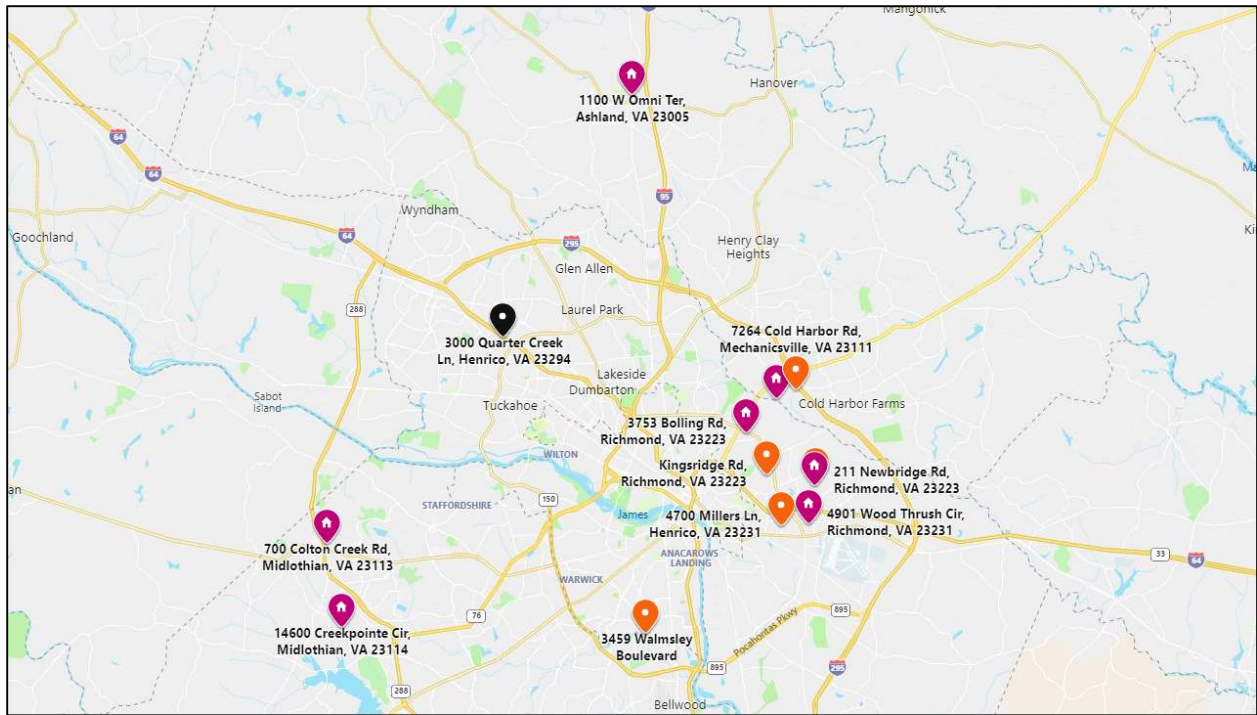 Mangohick
64
95
1100 W Omni Ter,
Ashland, VA 23005
Hanover
64
Wyndham
95
Goochland
64
295
Henry Clay
Heights
Glen Allen
288
Laurel Park
3000 Quarter Creek
Ln, Henrico, VA 23294
7264 Cold Harbor Rd,
Mechanicsville, VA 23111
Lakeside
Dumbarton
Sabot
Island
Tuckahoe
Cold Harbor Farms
3753 Bolling Rd,
Richmond, VA 23223
WILTON
Kingsridge Rd,
Richmond, VA 23223
211 Newbridge Rd,
Richmond, VA 23223
150
STAFFORDSHIRE
James
4700 Millers Ln,
Henrico, VA 23231
4901 Wood Thrush Cir,
Richmond, VA 23231
700 Colton Creek Rd,
Midlothian, VA 23113
ANACAROWS
LANDING
33
64
WARWICK
76
895
14600 Creekpointe Cir,
Midlothian, VA 23114
3459 Walmsley
Boulevard
Pocahontas Pkwy
895
295
288
Bellwood